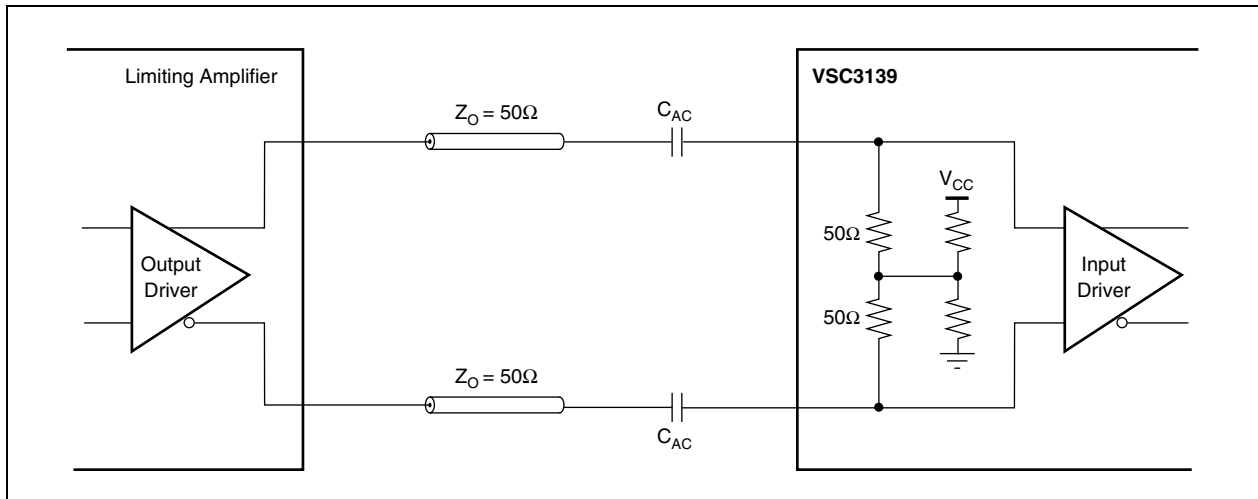 Limiting Amplifier
VSC3139
Z_O = 50Ω
C_AC
V_CC
50Ω
Output
Driver
Input
Driver
50Ω
Z_O = 50Ω
C_AC